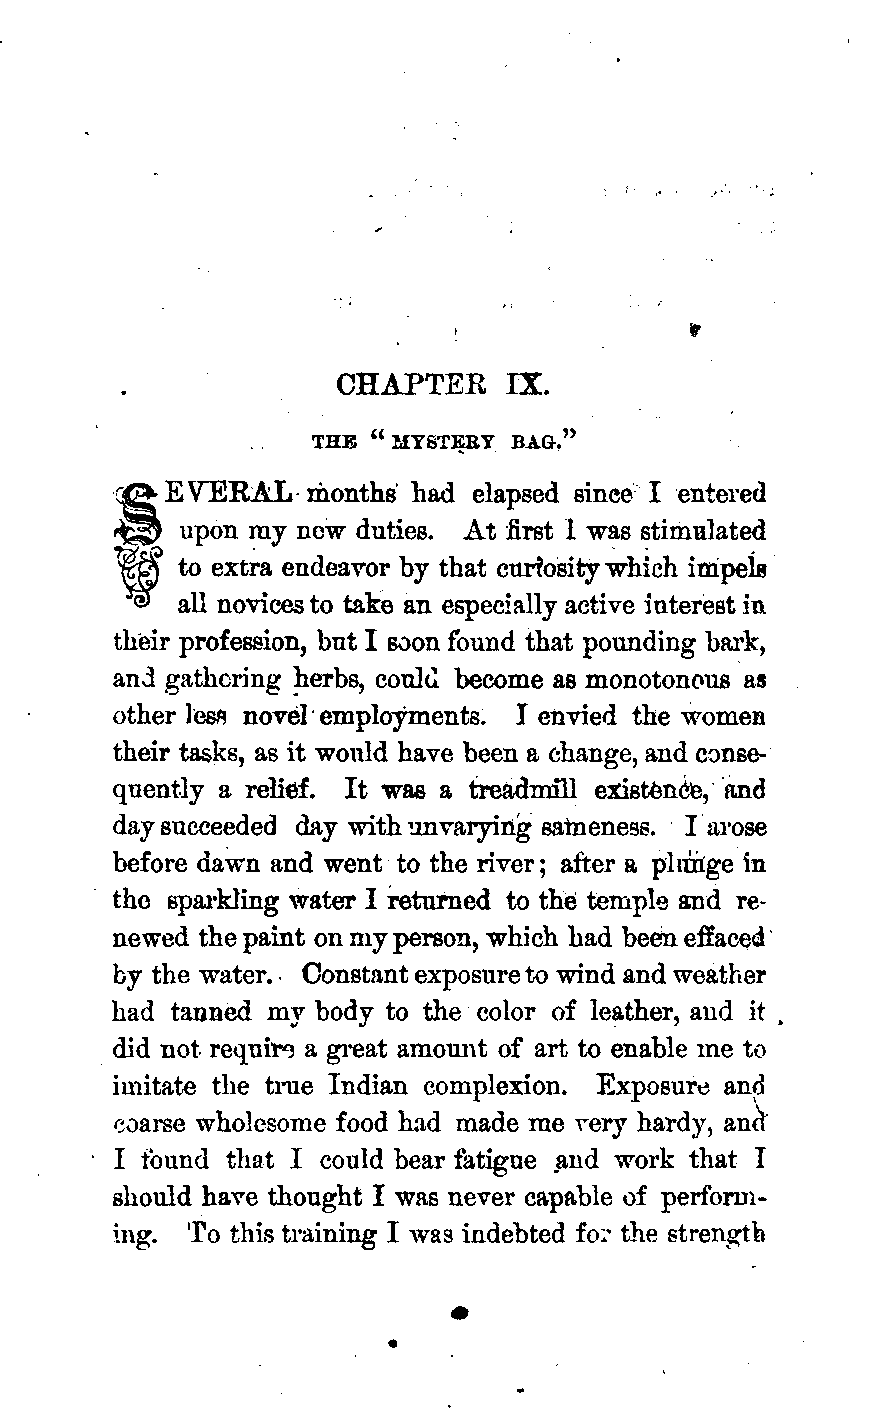 CHAPTER IX.
THE “MYSTERY BAG.”
SEVERAL months had elapsed since I entered
upon my new duties. At first I was stimulated
to extra endeavor by that curiosity which impels
all novices to take an especially active interest in
their profession, but I soon found that pounding bark,
and gathering herbs, could become as monotonous as
other less novel employments. I envied the women
their tasks, as it would have been a change, and conse-
quently a relief. It was a treadmill existence, and
day succeeded day with unvarying sameness. I arose
before dawn and went to the river; after a plunge in
the sparkling water I returned to the temple and re-
newed the paint on my person, which had been effaced
by the water. Constant exposure to wind and weather
had tanned my body to the color of leather, and it
did not require a great amount of art to enable me to
imitate the true Indian complexion. Exposure and
coarse wholesome food had made me very hardy, and
I found that I could bear fatigue and work that I
should have thought I was never capable of perform-
ing. To this training I was indebted for the strength